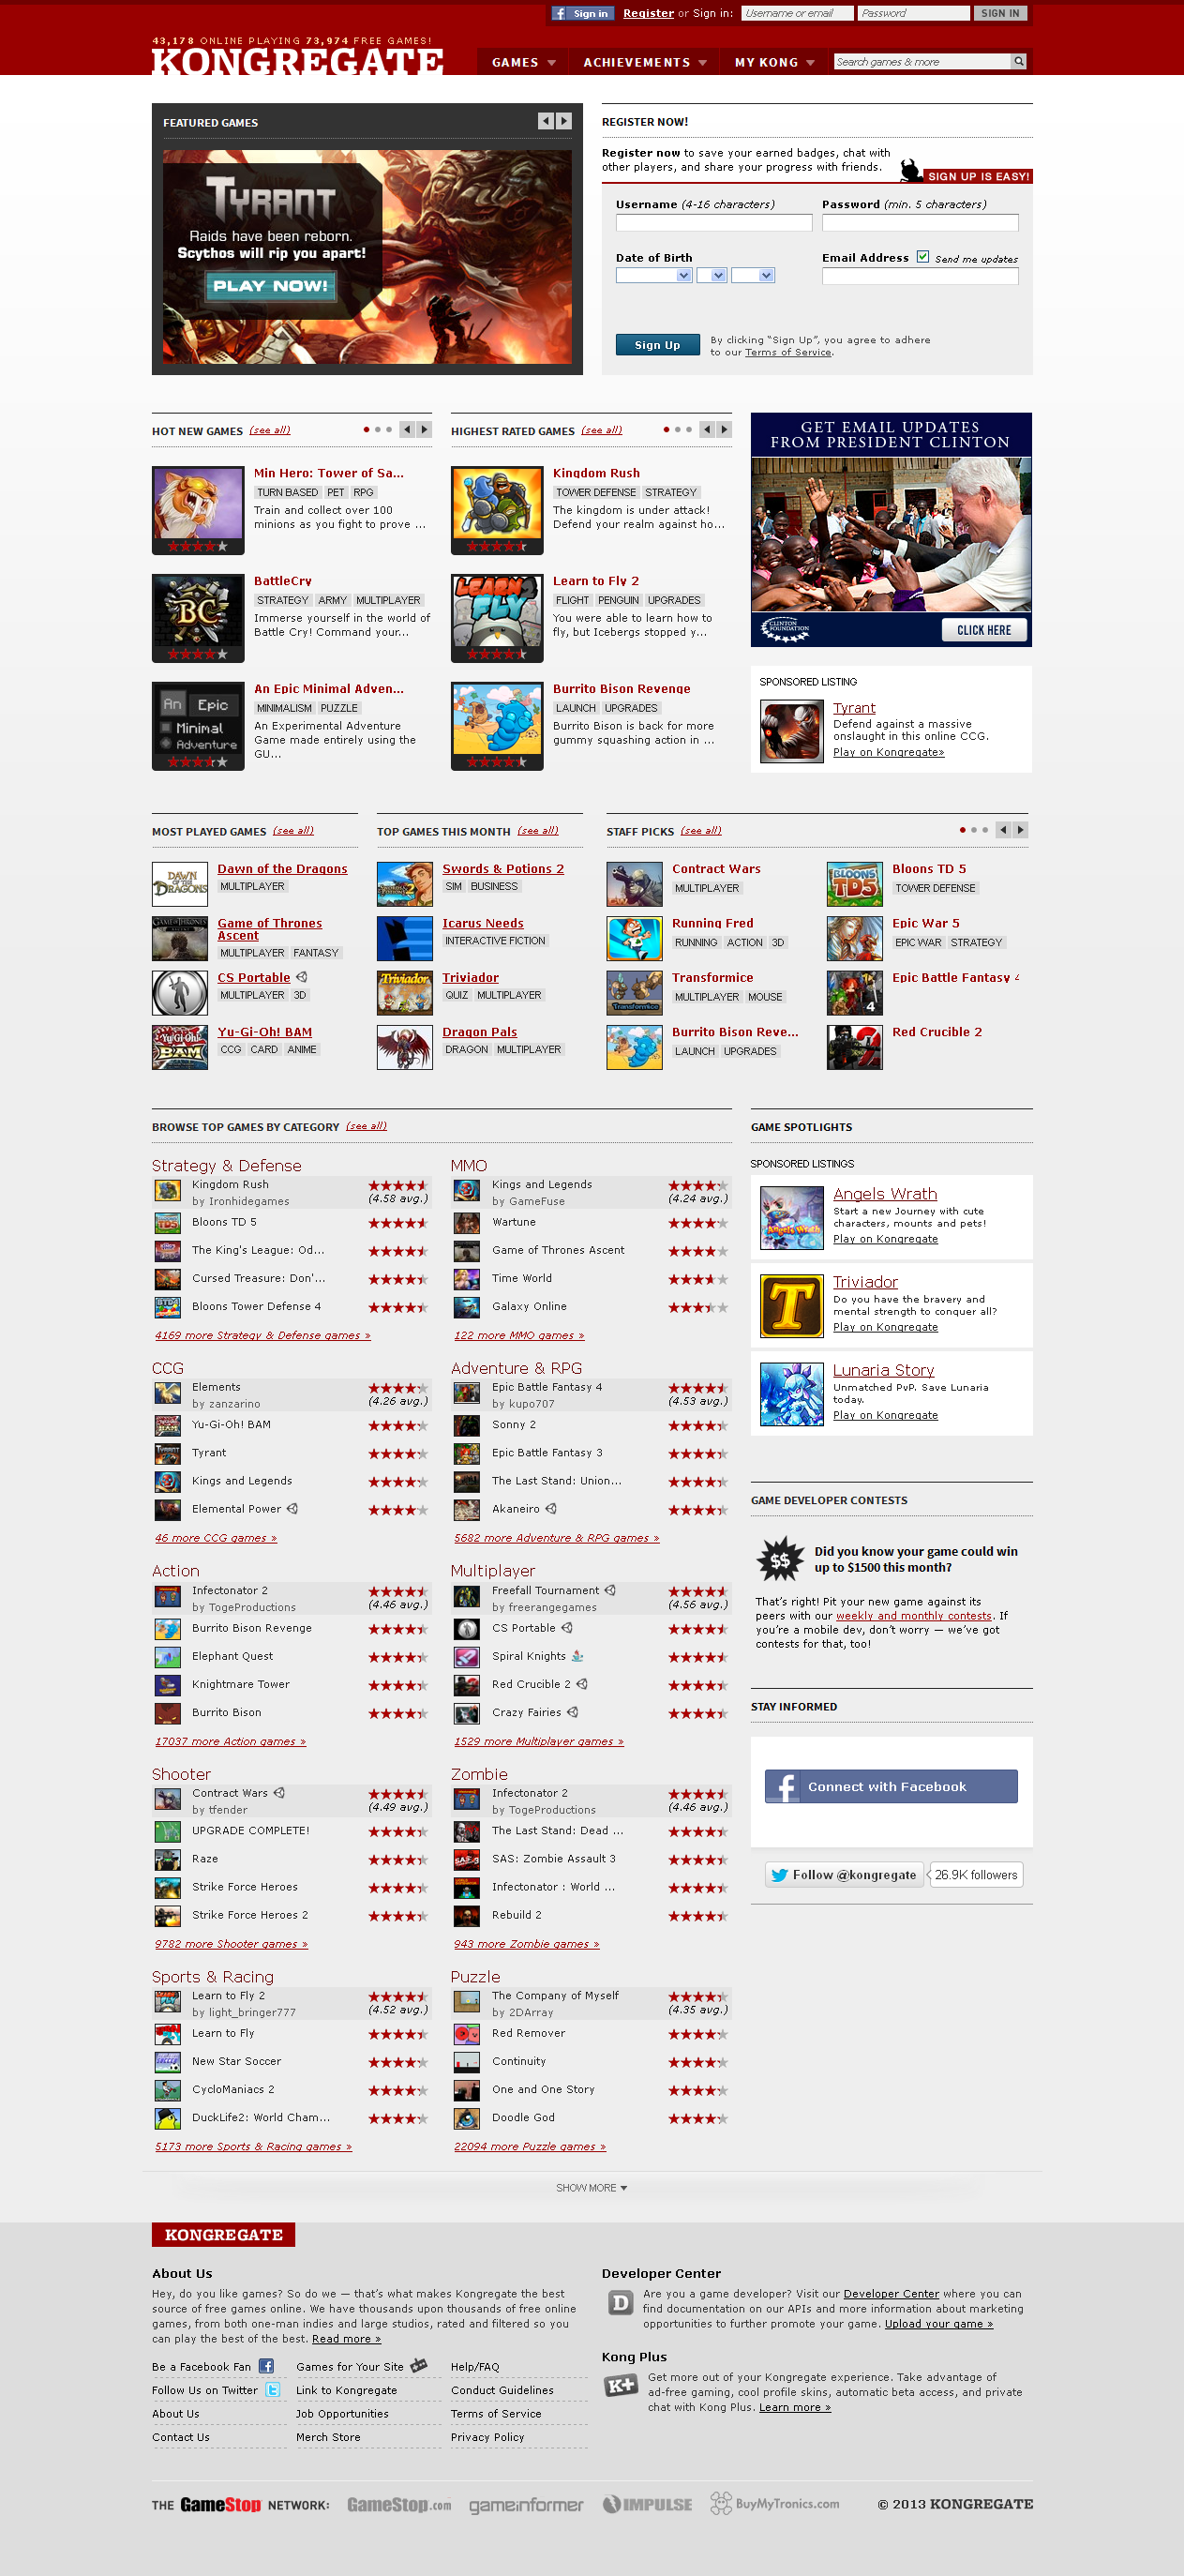 Sign in Register or Sign in: Username or email Password SIGN IN
43,178 ONLINE PLAYING 73,974 FREE GAMES!
KONGREGATE
GAMES ACHIEVEMENTS MY KONG Search games & more
FEATURED GAMES
TYRANT
Raids have been reborn.
Scythos will rip you apart!
PLAY NOW!
REGISTER NOW!
Register now to save your earned badges, chat with
other players, and share your progress with friends.
SIGN UP IS EASY!
Username (4-16 characters) Password (min. 5 characters)
Date of Birth Email Address Send me updates
Sign Up
By clicking “Sign Up”, you agree to adhere
to our Terms of Service.
HOT NEW GAMES (see all)
Min Hero: Tower of Sa...
TURN BASED PET RPG
Train and collect over 100
minions as you fight to prove ...
BC
BattleCry
STRATEGY ARMY MULTIPLAYER
Immerse yourself in the world of
Battle Cry! Command your...
An Epic
Minimal
Adventure
An Epic Minimal Adven...
MINIMALISM PUZZLE
An Experimental Adventure
Game made entirely using the
GU...
HIGHEST RATED GAMES (see all)
Kingdom Rush
TOWER DEFENSE STRATEGY
The kingdom is under attack!
Defend your realm against ho...
LEARN 2
FLY
Learn to Fly 2
FLIGHT PENGUIN UPGRADES
You were able to learn how to
fly, but Icebergs stopped y...
Burrito Bison Revenge
LAUNCH UPGRADES
Burrito Bison is back for more
gummy squashing action in ...
GET EMAIL UPDATES
FROM PRESIDENT CLINTON
CLINTON
FOUNDATION
CLICK HERE
SPONSORED LISTING
Tyrant
Defend against a massive
onslaught in this online CCG.
Play on Kongregate»
MOST PLAYED GAMES (see all)
DAWN
OF THE
DRAGONS
Dawn of the Dragons
MULTIPLAYER
GAME OF THRONES
Game of Thrones
Ascent
MULTIPLAYER FANTASY
CS Portable
MULTIPLAYER 3D
Yu-Gi-Oh!
BAM
Yu-Gi-Oh! BAM
CCG CARD ANIME
TOP GAMES THIS MONTH (see all)
Swords & Potions 2
SIM BUSINESS
Icarus Needs
INTERACTIVE FICTION
Triviador
Triviador
QUIZ MULTIPLAYER
Dragon Pals
DRAGON MULTIPLAYER
STAFF PICKS (see all)
Contract Wars
MULTIPLAYER
Running Fred
RUNNING ACTION 3D
Transformice
Transformice
MULTIPLAYER MOUSE
Burrito Bison Reve...
LAUNCH UPGRADES
BLOONS
TD5
Bloons TD 5
TOWER DEFENSE
Epic War 5
EPIC WAR STRATEGY
4
Epic Battle Fantasy 4
Red Crucible 2
BROWSE TOP GAMES BY CATEGORY (see all)
Strategy & Defense
Kingdom Rush
by Ironhidegames (4.58 avg.)
Bloons TD 5
The King's League: Od...
Cursed Treasure: Don'...
Bloons Tower Defense 4
4169 more Strategy & Defense games »
MMO
Kings and Legends
by GameFuse (4.24 avg.)
Wartune
Game of Thrones Ascent
Time World
Galaxy Online
122 more MMO games »
CCG
Elements
by zanzarino (4.26 avg.)
Yu-Gi-Oh! BAM
Tyrant
Kings and Legends
Elemental Power
46 more CCG games »
Adventure & RPG
Epic Battle Fantasy 4
by kupo707 (4.53 avg.)
Sonny 2
Epic Battle Fantasy 3
The Last Stand: Union...
Akaneiro
5682 more Adventure & RPG games »
Action
Infectonator 2
by TogeProductions (4.46 avg.)
Burrito Bison Revenge
Elephant Quest
Knightmare Tower
Burrito Bison
17037 more Action games »
Multiplayer
Freefall Tournament
by freerangegames (4.56 avg.)
CS Portable
Spiral Knights
Red Crucible 2
Crazy Fairies
1529 more Multiplayer games »
Shooter
Contract Wars
by tfender (4.49 avg.)
UPGRADE COMPLETE!
Raze
Strike Force Heroes
Strike Force Heroes 2
9782 more Shooter games »
Zombie
Infectonator 2
by TogeProductions (4.46 avg.)
The Last Stand: Dead ...
SAS: Zombie Assault 3
Infectonator : World ...
Rebuild 2
943 more Zombie games »
Sports & Racing
Learn to Fly 2
by light_bringer777 (4.52 avg.)
Learn to Fly
New Star Soccer
CycloManiacs 2
DuckLife2: World Cham...
5173 more Sports & Racing games »
Puzzle
The Company of Myself
by 2DArray (4.35 avg.)
Red Remover
Continuity
One and One Story
Doodle God
22094 more Puzzle games »
GAME SPOTLIGHTS
SPONSORED LISTINGS
Angels Wrath
Angels Wrath
Start a new Journey with cute
characters, mounts and pets!
Play on Kongregate
T
Triviador
Do you have the bravery and
mental strength to conquer all?
Play on Kongregate
Lunaria Story
Unmatched PvP. Save Lunaria
today.
Play on Kongregate
GAME DEVELOPER CONTESTS
$$
Did you know your game could win
up to $1500 this month?
That’s right! Pit your new game against its
peers with our weekly and monthly contests. If
you’re a mobile dev, don’t worry — we’ve got
contests for that, too!
STAY INFORMED
Connect with Facebook
Follow @kongregate 26.9K followers
SHOW MORE
KONGREGATE
About Us
Hey, do you like games? So do we — that’s what makes Kongregate the best
source of free games online. We have thousands upon thousands of free online
games, from both one-man indies and large studios, rated and filtered so you
can play the best of the best. Read more »
Be a Facebook Fan Games for Your Site Help/FAQ
Follow Us on Twitter Link to Kongregate Conduct Guidelines
About Us Job Opportunities Terms of Service
Contact Us Merch Store Privacy Policy
Developer Center
D
Are you a game developer? Visit our Developer Center where you can
find documentation on our APIs and more information about marketing
opportunities to further promote your game. Upload your game »
Kong Plus
K+
Get more out of your Kongregate experience. Take advantage of
ad-free gaming, cool profile skins, automatic beta access, and private
chat with Kong. Learn more »
THE GameStop NETWORK: GameStop.com gameinformer IMPULSE BuyMyTronics.com © 2013 KONGREGATE